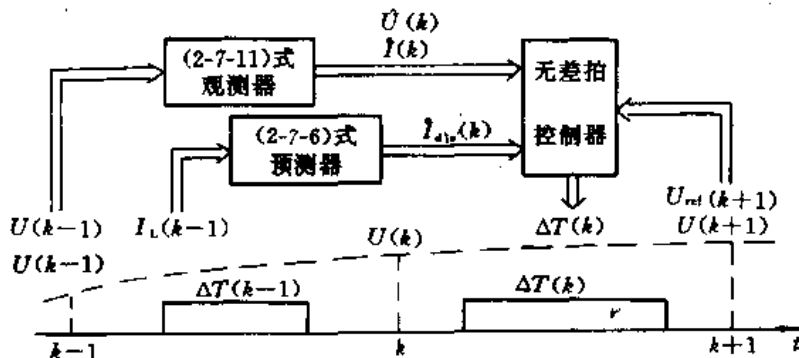 Û(k)
(2-7-11)式
观测器
Î(k)
无差拍
控制器
(2-7-6)式
预测器
U(k-1)
I_L(k-1)
U_ref(k+1)
U(k-1)
U(k)
ΔT(k)
U(k+1)
ΔT(k-1)
ΔT(k)
k-1
k
k+1
t